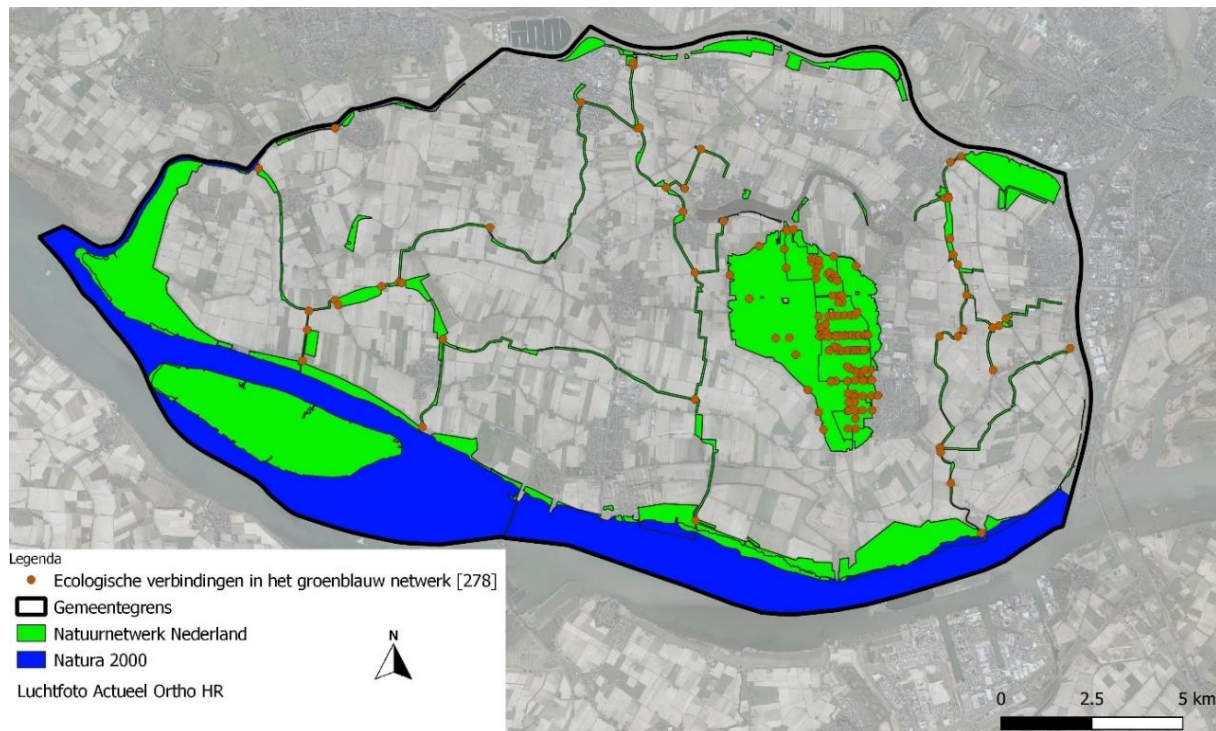 Legenda
Ecologische verbindingen in het groenblauw netwerk [278]
Gemeentegrens
Natuurnetwerk Nederland
Natura 2000
Luchtfoto Actueel Ortho HR
N
0 2.5 5 km